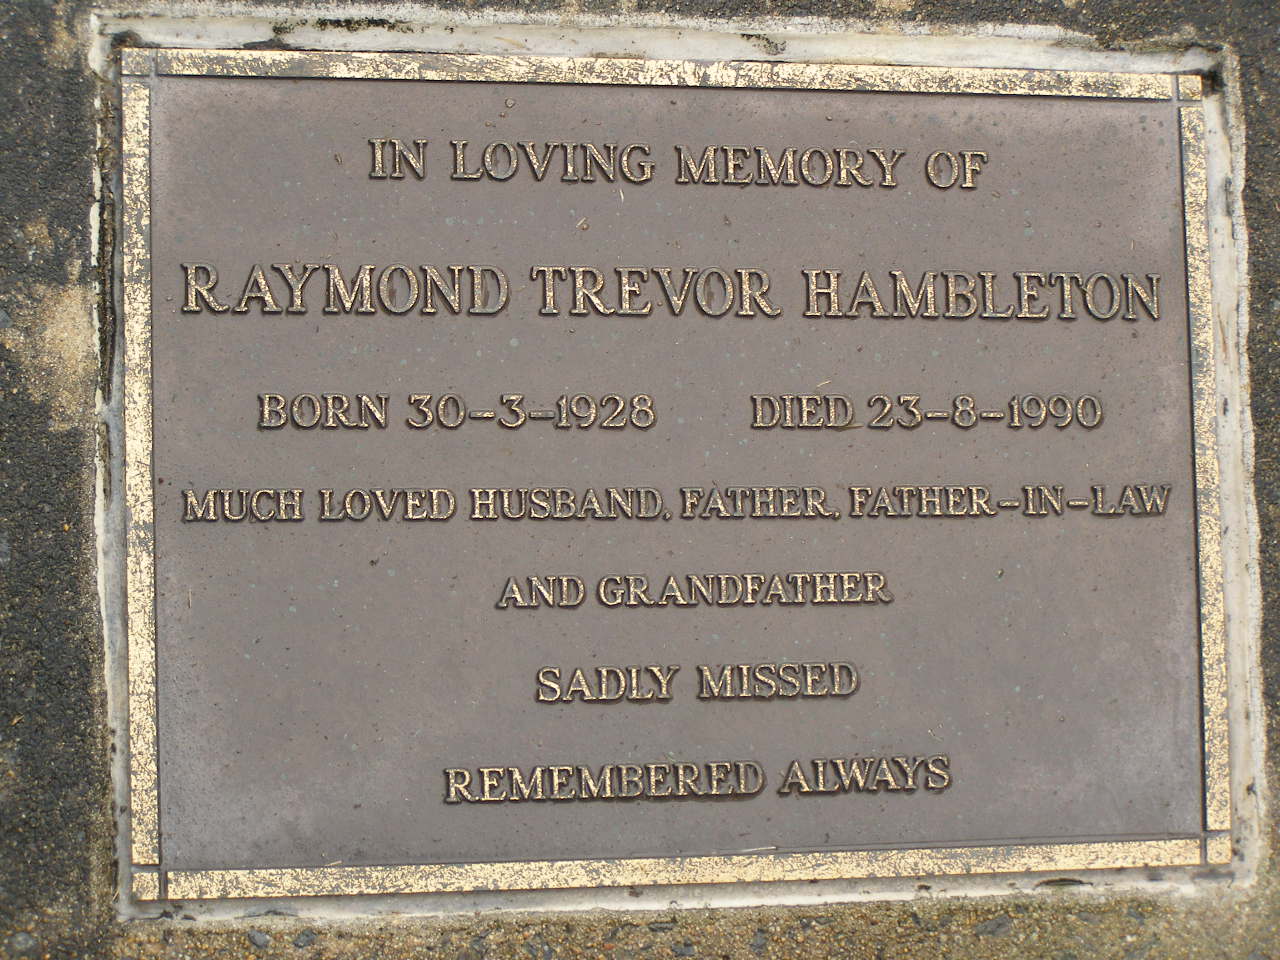 IN LOVING MEMORY OF
RAYMOND TREVOR HAMBLETON
BORN 30-3-1928 DIED 23-8-1990
MUCH LOVED HUSBAND, FATHER, FATHER-IN-LAW
AND GRANDFATHER
SADLY MISSED
REMEMBERED ALWAYS